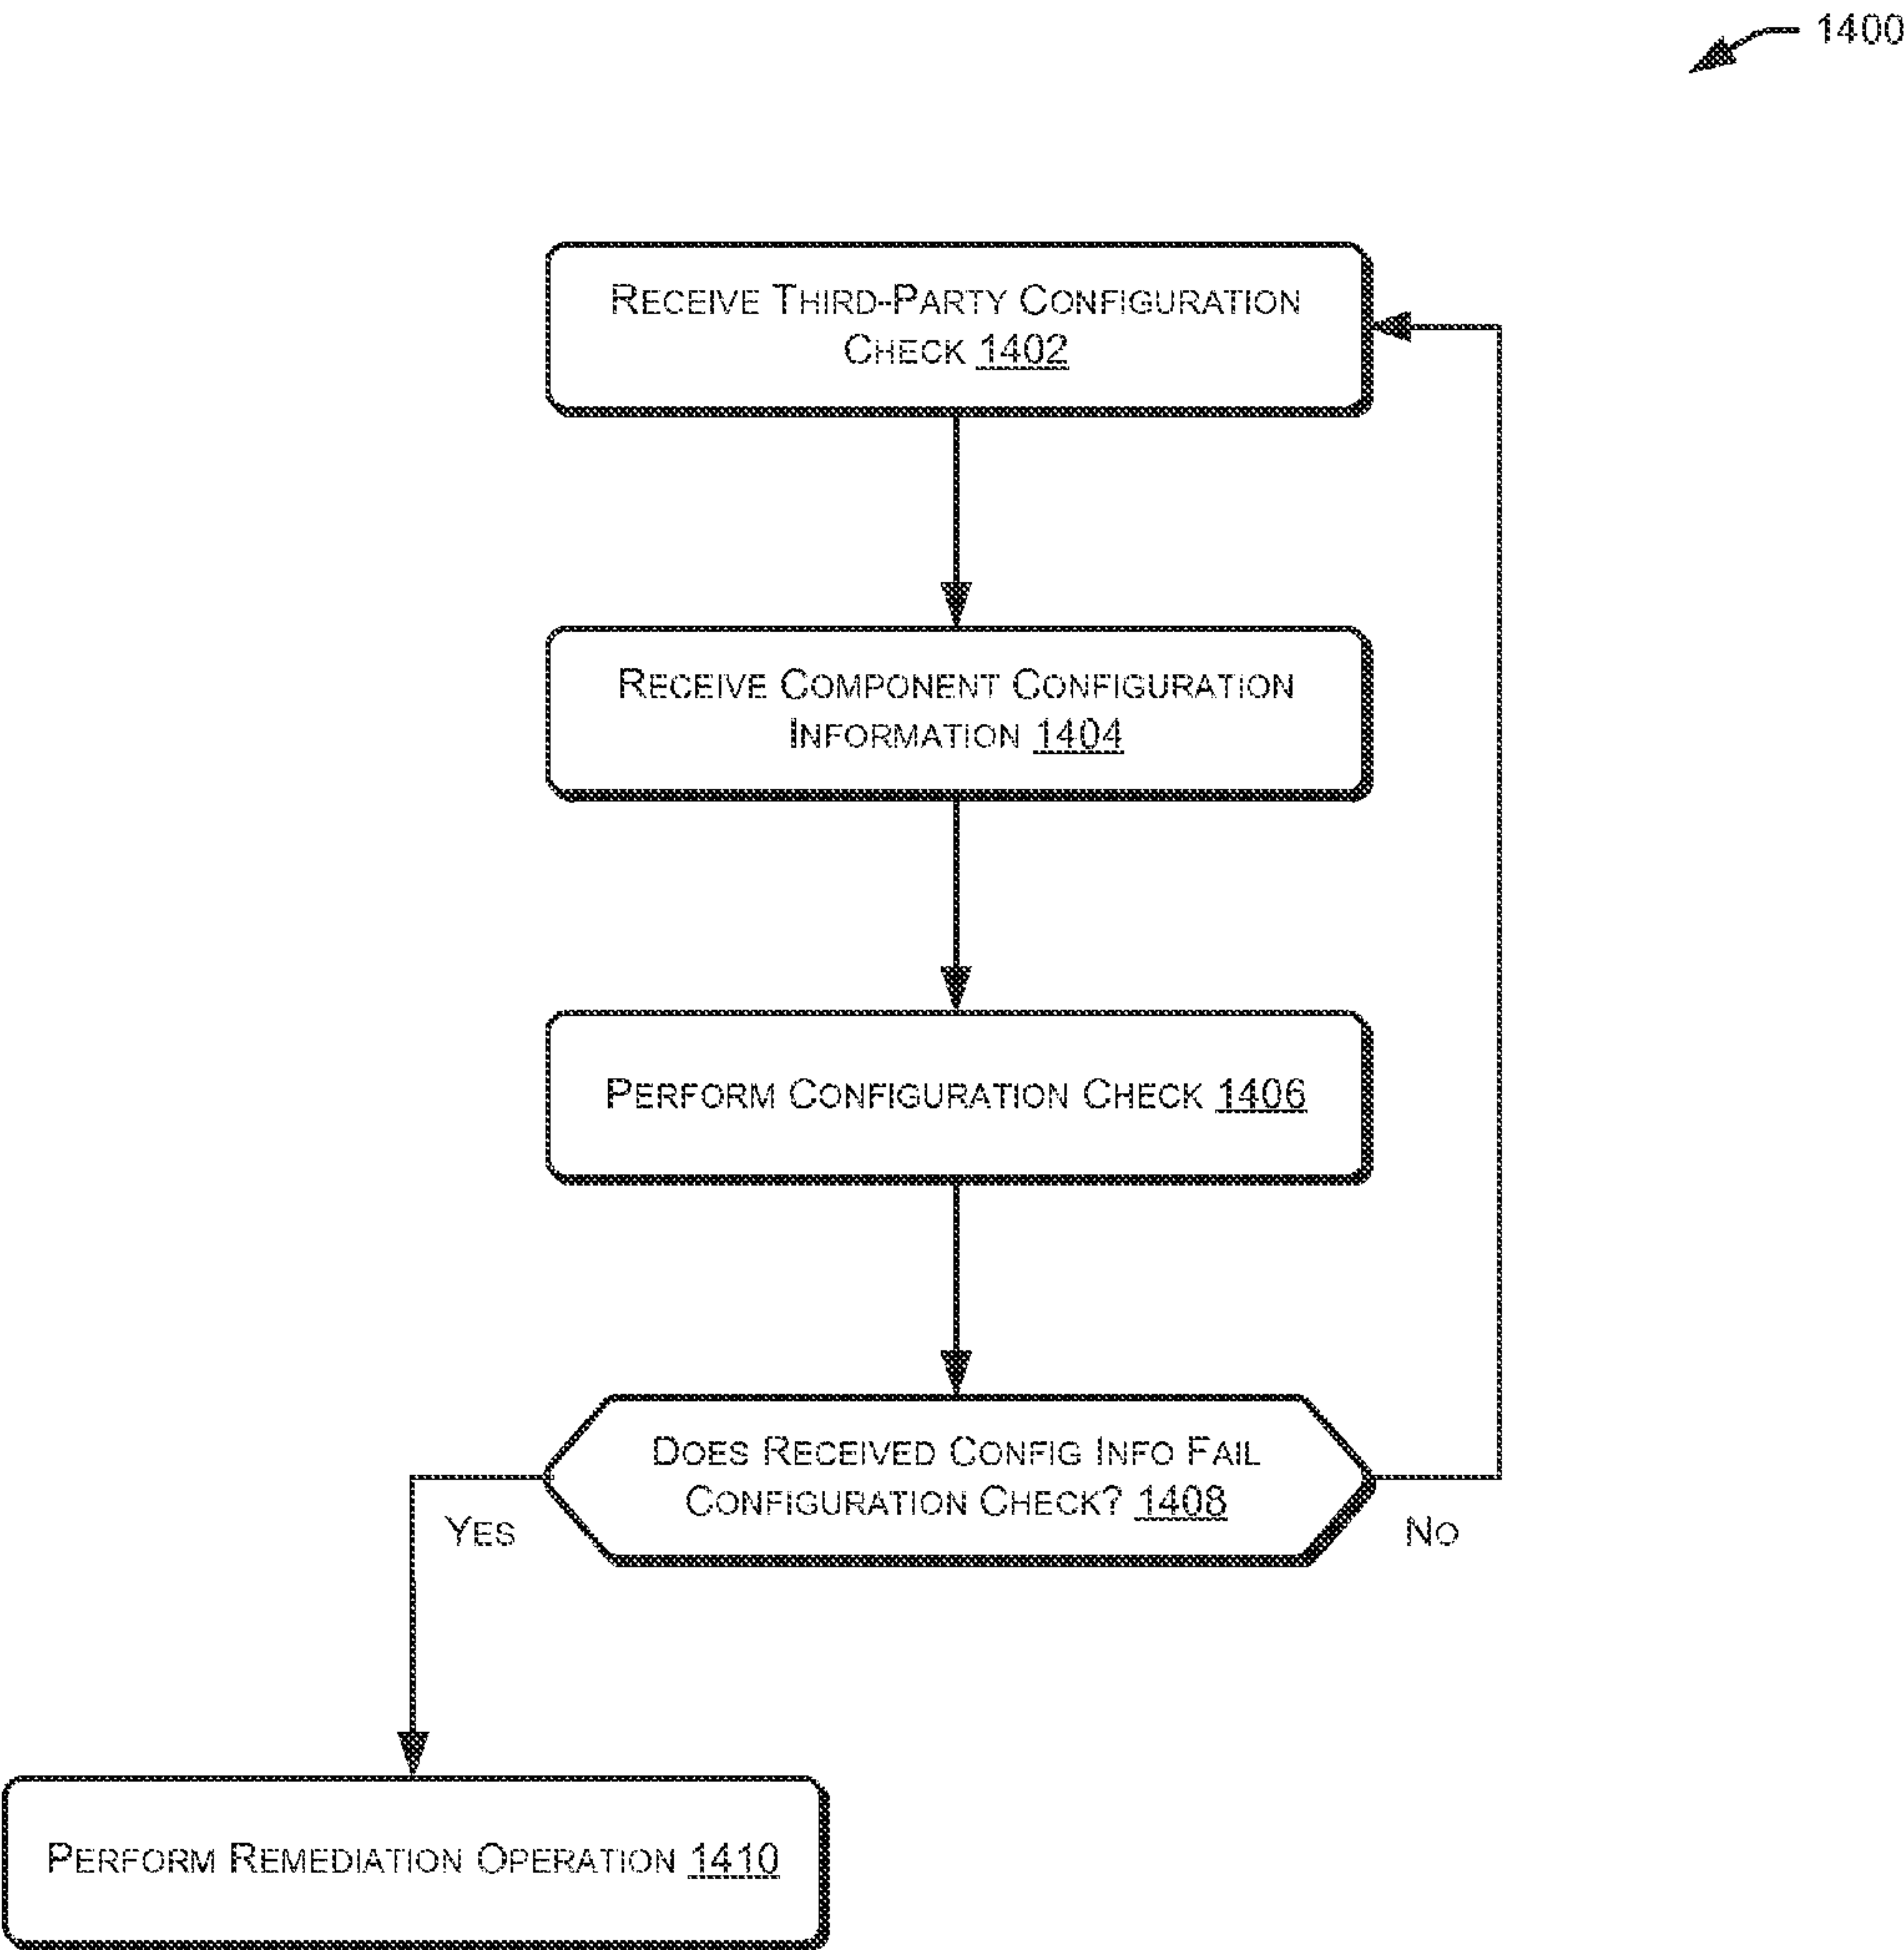 1400
RECEIVE THIRD-PARTY CONFIGURATION
CHECK 1402
RECEIVE COMPONENT CONFIGURATION
INFORMATION 1404
PERFORM CONFIGURATION CHECK 1406
DOES RECEIVED CONFIG INFO FAIL
CONFIGURATION CHECK? 1408
YES
NO
PERFORM REMEDIATION OPERATION 1410